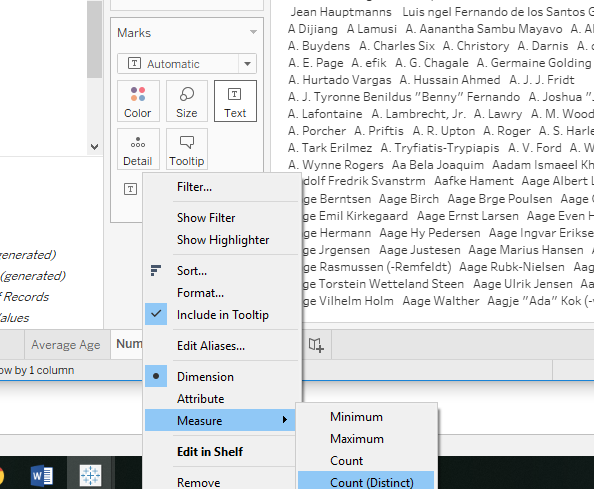 Marks
Automatic
Color
Size
Text
Detail
Tooltip
generated)
(generated)
f Records
Values
Jean Hauptmanns Luis ngel Fernando de los Santos G
A Dijiang A Lamusi A. Aanantha Sambu Mayavo A. Al
A. Buydens A. Charles Six A. Christory A. Darnis A. d
A. E. Page A. efik A. G. Chagale A. Germaine Golding
A. Hurtado Vargas A. Hussain Ahmed A. J. J. Fridt
A. J. Tyronne Benildus "Benny" Fernando A. Joshua "J
A. Lafontaine A. Lambrecht, Jr. A. Lawry A. M. Wood
A. Porcher A. Priftis A. R. Upton A. Roger A. S. Harle
A. Tark Erilmez A. Tryfiatis-Trypiapis A. V. Ford A. W
A. Wynne Rogers Aa Bela Joaquim Aadam Ismaeel Kh
dolf Fredrik Svanstrm Aafke Hament Aage Albert L
ge Berntsen Aage Birch Aage Brge Poulsen Aage C
ge Emil Kirkegaard Aage Ernst Larsen Aage Even H
ge Hermann Aage Hy Pedersen Aage Ingvar Erikse
ge Jrgensen Aage Justesen Aage Marius Hansen A
ge Rasmussen (-Remfeldt) Aage Rubk-Nielsen Aag
ge Torstein Wetteland Steen Aage Ulrik Jensen Aa
ge Vilhelm Holm Aage Walther Aagje "Ada" Kok (-v
Filter...
Show Filter
Show Highlighter
Sort...
Format...
Include in Tooltip
Edit Aliases...
Dimension
Attribute
Measure
Edit in Shelf
Remove
Minimum
Maximum
Count
Count (Distinct)
Average Age
Num
ow by 1 column